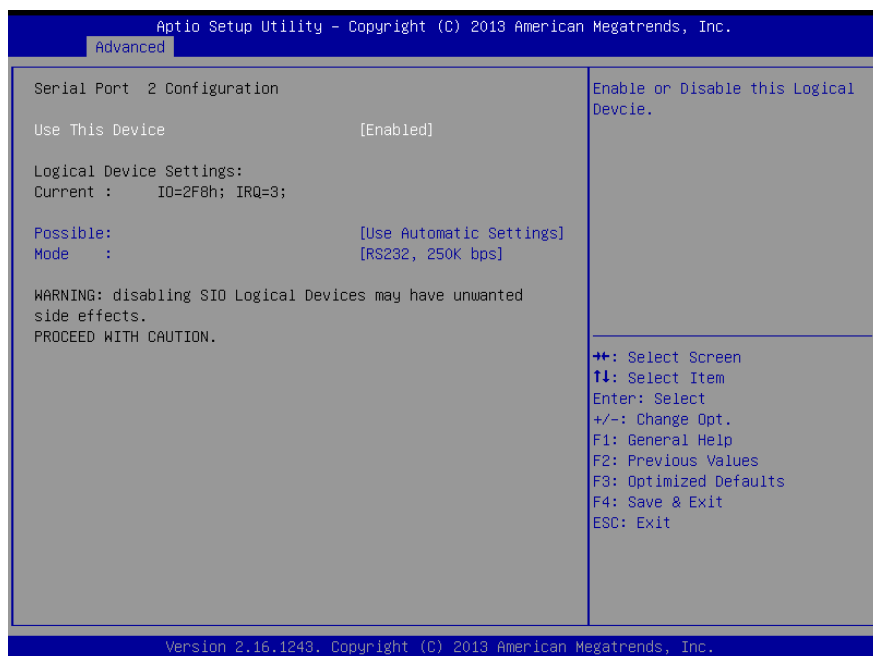 Aptio Setup Utility – Copyright (C) 2013 American Megatrends, Inc.
Advanced
Serial Port  2 Configuration
Use This Device [Enabled]
Logical Device Settings:
Current : IO=2F8h; IRQ=3;
Possible: [Use Automatic Settings]
Mode : [RS232, 250K bps]
WARNING: disabling SIO Logical Devices may have unwanted
side effects.
PROCEED WITH CAUTION.
Enable or Disable this Logical
Devcie.
→←: Select Screen
↑↓: Select Item
Enter: Select
+/-: Change Opt.
F1: General Help
F2: Previous Values
F3: Optimized Defaults
F4: Save & Exit
ESC: Exit
Version 2.16.1243. Copyright (C) 2013 American Megatrends, Inc.